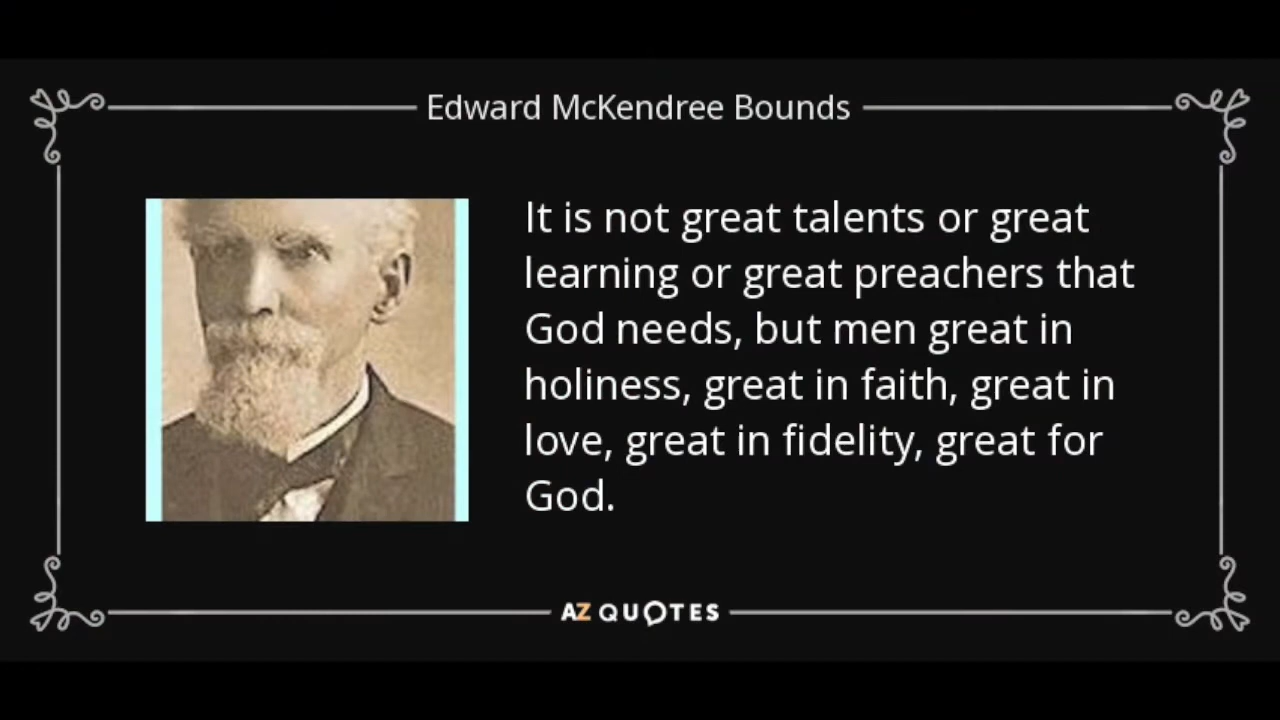 Edward McKendree Bounds
It is not great talents or great
learning or great preachers that
God needs, but men great in
holiness, great in faith, great in
love, great in fidelity, great for
God.
AZ QUOTES